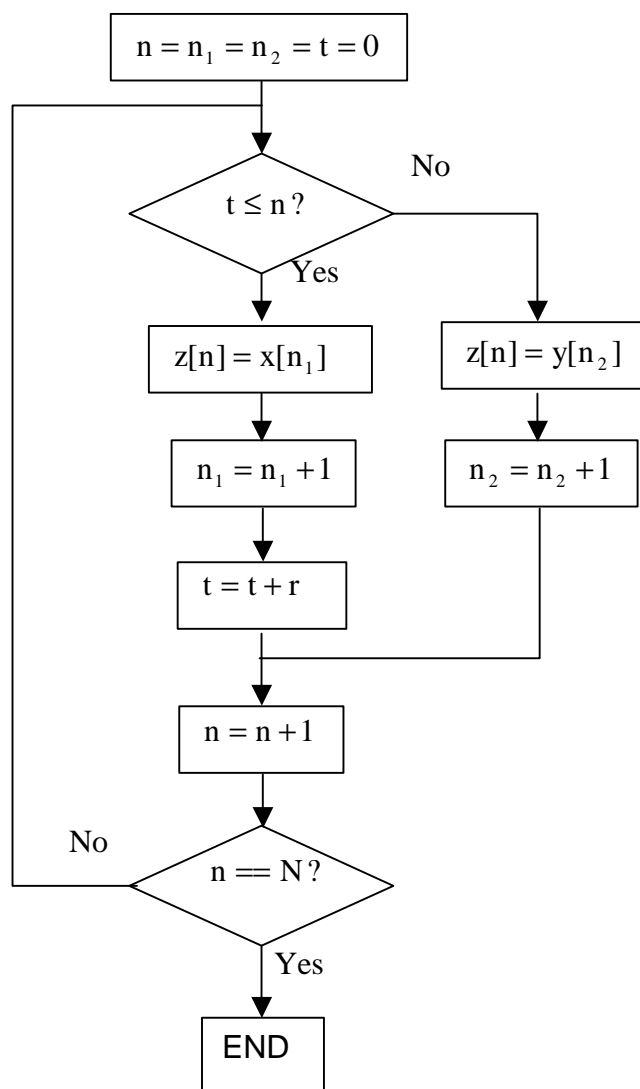 n = n₁ = n₂ = t = 0
No
t ≤ n ?
Yes
z[n] = x[n₁]
z[n] = y[n₂]
n₁ = n₁ + 1
n₂ = n₂ + 1
t = t + r
n = n + 1
No
n == N ?
Yes
END